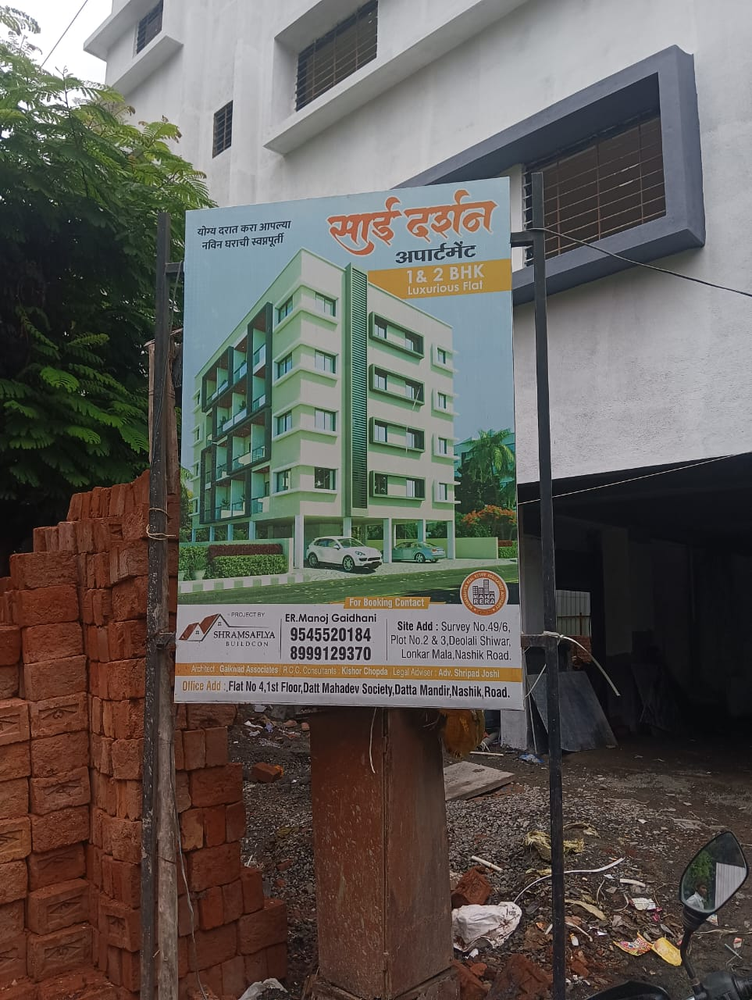 योग्य दरात करा आपल्या
नविन घराची स्वप्नपूर्ती
साई दर्शन
अपार्टमेंट
1& 2 BHK
Luxurious Flat
MAHA
RERA
For Booking Contact
PROJECT BY
SHRAMSAFLYA
BUILDCON
ER.Manoj Gaidhani
9545520184
8999129370
Site Add : Survey No.49/6,
Plot No.2 & 3,Deolali Shiwar,
Lonkar Mala,Nashik Road.
Architect : Gaikwad Associates | R.C.C. Consultants : Kishor Chopda | Legal Adviser : Adv. Shripad Joshi
Office Add : Flat No 4,1st Floor,Datt Mahadev Society,Datta Mandir,Nashik,Road.